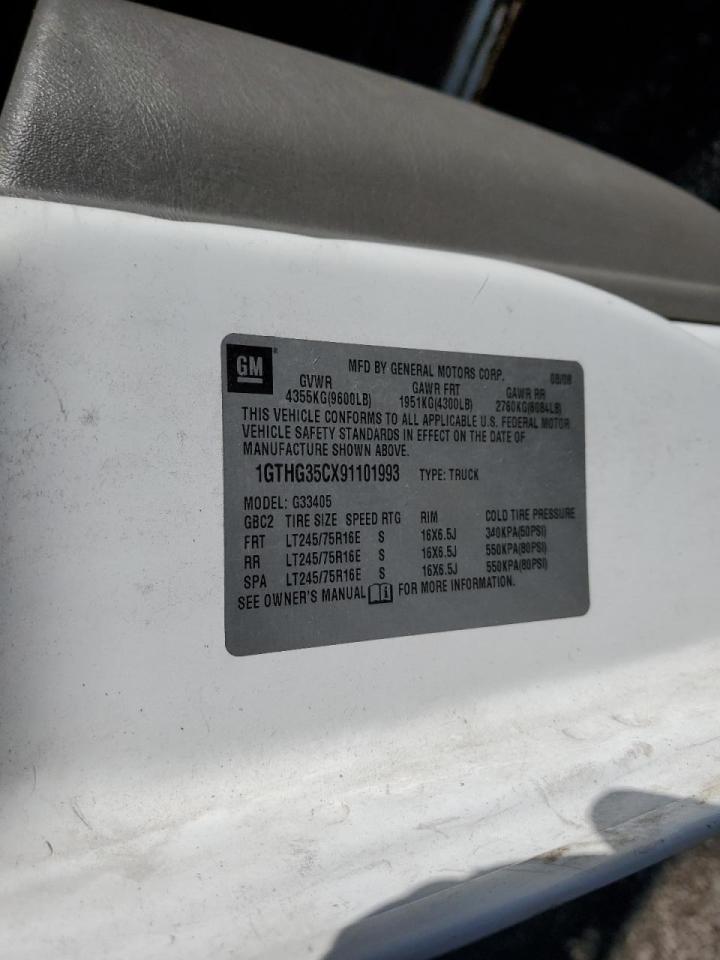 GM ®
MFD BY GENERAL MOTORS CORP. 08/08
GVWR GAWR FRT GAWR RR
4355KG(9600LB) 1951KG(4300LB) 2760KG(6084LB)
THIS VEHICLE CONFORMS TO ALL APPLICABLE U.S. FEDERAL MOTOR
VEHICLE SAFETY STANDARDS IN EFFECT ON THE DATE OF
MANUFACTURE SHOWN ABOVE.
1GTHG35CX91101993 TYPE: TRUCK
MODEL: G33405
GBC2 TIRE SIZE SPEED RTG RIM COLD TIRE PRESSURE
FRT LT245/75R16E S 16X6.5J 340KPA(50PSI)
RR LT245/75R16E S 16X6.5J 550KPA(80PSI)
SPA LT245/75R16E S 16X6.5J 550KPA(80PSI)
SEE OWNER'S MANUAL i FOR MORE INFORMATION.